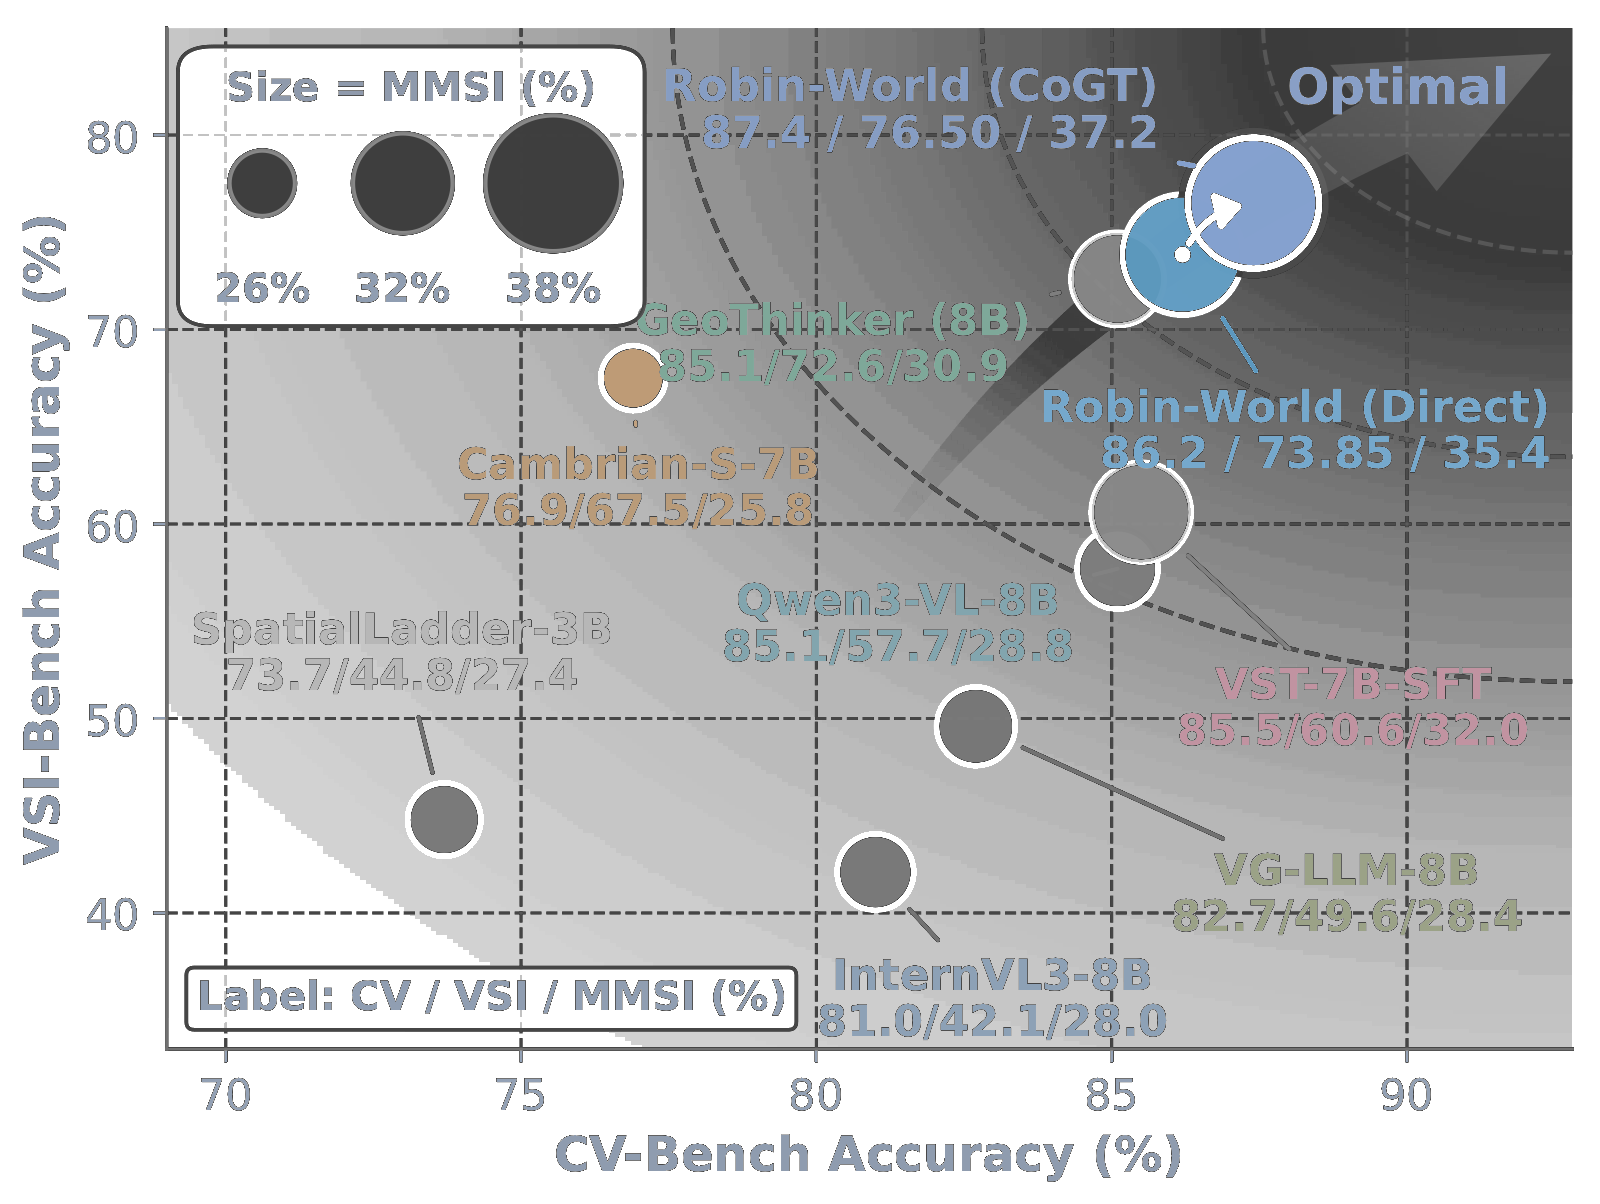 Size = MMSI (%)
26% 32% 38%
Robin-World (CoGT)
87.4 / 76.50 / 37.2
Optimal
GeoThinker (8B)
85.1/72.6/30.9
Robin-World (Direct)
86.2 / 73.85 / 35.4
Cambrian-S-7B
76.9/67.5/25.8
Qwen3-VL-8B
85.1/57.7/28.8
SpatialLadder-3B
73.7/44.8/27.4
VST-7B-SFT
85.5/60.6/32.0
VG-LLM-8B
82.7/49.6/28.4
InternVL3-8B
81.0/42.1/28.0
Label: CV / VSI / MMSI (%)
VSI-Bench Accuracy (%)
80
70
60
50
40
70 75 80 85 90
CV-Bench Accuracy (%)